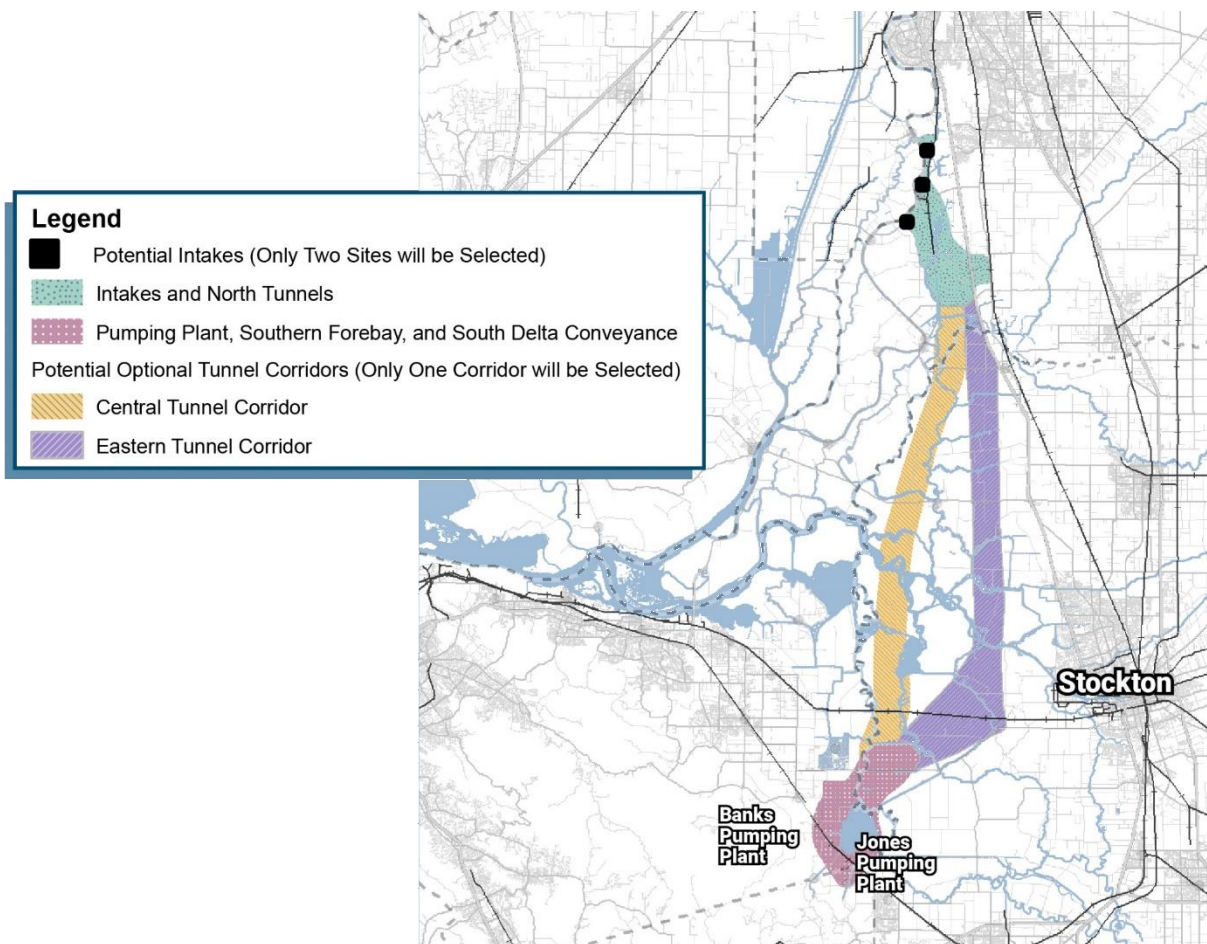 Legend
Potential Intakes (Only Two Sites will be Selected)
Intakes and North Tunnels
Pumping Plant, Southern Forebay, and South Delta Conveyance
Potential Optional Tunnel Corridors (Only One Corridor will be Selected)
Central Tunnel Corridor
Eastern Tunnel Corridor
Stockton
Banks
Pumping
Plant
Jones
Pumping
Plant